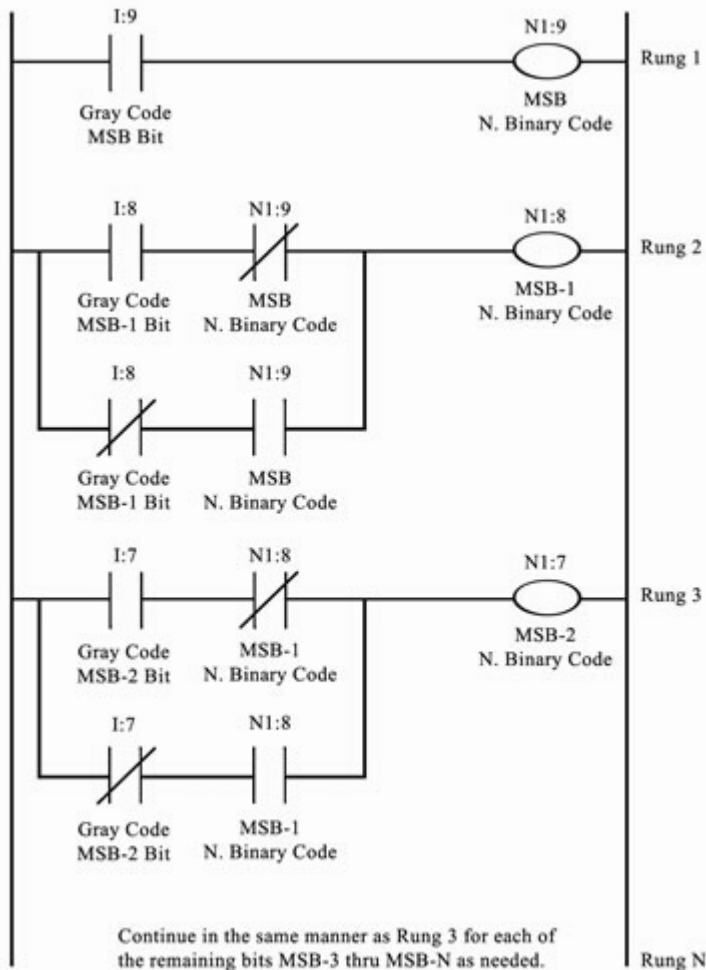 I:9
N1:9
Rung 1
Gray Code
MSB Bit
MSB
N. Binary Code
I:8
N1:9
N1:8
Rung 2
Gray Code
MSB-1 Bit
MSB
N. Binary Code
MSB-1
N. Binary Code
I:8
N1:9
Gray Code
MSB-1 Bit
MSB
N. Binary Code
I:7
N1:8
N1:7
Rung 3
Gray Code
MSB-2 Bit
MSB-1
N. Binary Code
MSB-2
N. Binary Code
I:7
N1:8
Gray Code
MSB-2 Bit
MSB-1
N. Binary Code
Continue in the same manner as Rung 3 for each of
the remaining bits MSB-3 thru MSB-N as needed.
Rung N